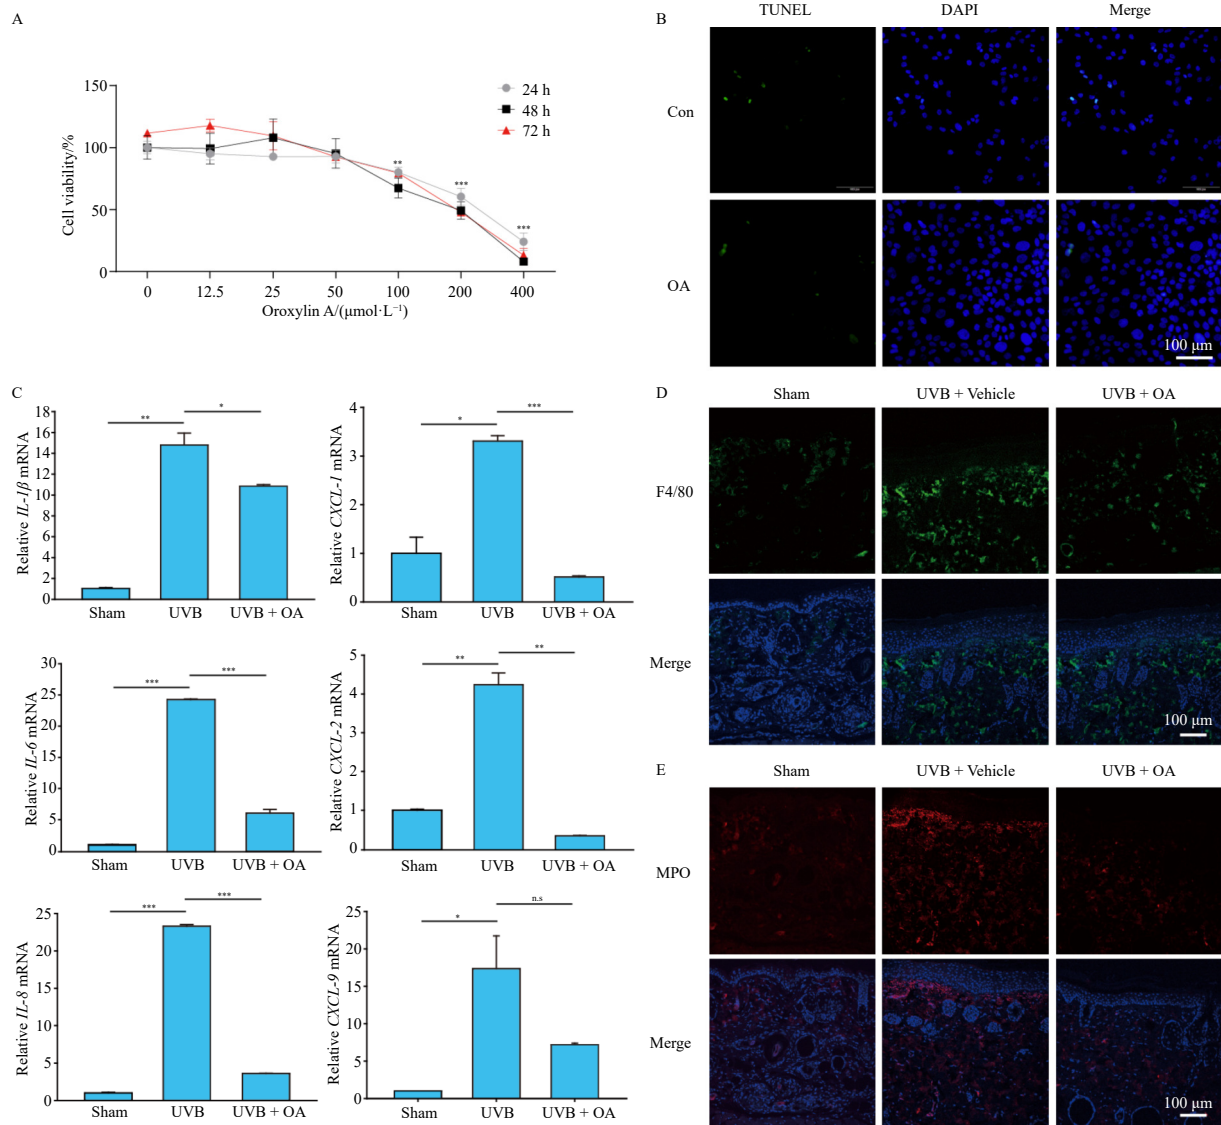 A
150
100
50
0
Cell viability/%
24 h
48 h
72 h
**
***
***
0 12.5 25 50 100 200 400
Oroxylin A/(μmol·L⁻¹)
B
TUNEL DAPI Merge
Con
OA
100 μm
C
** *
18
16
14
12
10
8
6
4
2
0
Relative IL-1β mRNA
Sham UVB UVB + OA
* ***
4
3
2
1
0
Relative CXCL-1 mRNA
Sham UVB UVB + OA
*** ***
30
25
20
15
10
5
0
Relative IL-6 mRNA
Sham UVB UVB + OA
** **
5
4
3
2
1
0
Relative CXCL-2 mRNA
Sham UVB UVB + OA
*** ***
25
20
15
10
5
0
Relative IL-8 mRNA
Sham UVB UVB + OA
* n.s
25
20
15
10
5
0
Relative CXCL-9 mRNA
Sham UVB UVB + OA
D
Sham UVB + Vehicle UVB + OA
F4/80
Merge
100 μm
E
Sham UVB + Vehicle UVB + OA
MPO
Merge
100 μm